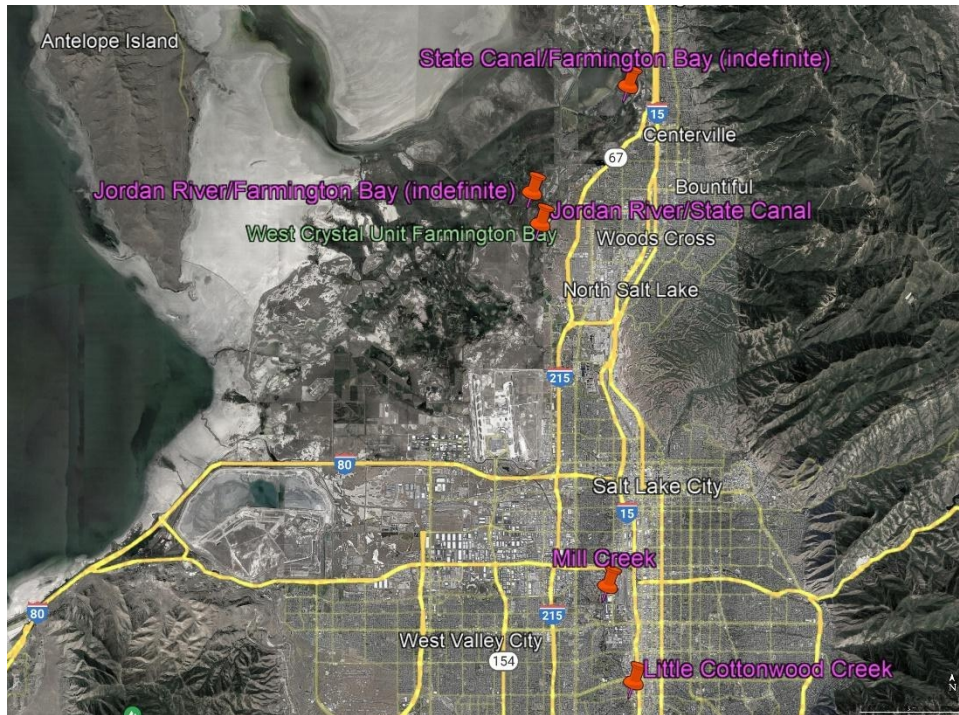 Antelope Island
State Canal/Farmington Bay (indefinite)
15
Centerville
67
Jordan River/Farmington Bay (indefinite)
Bountiful
Jordan River/State Canal
West Crystal Unit Farmington Bay
Woods Cross
North Salt Lake
215
80
Salt Lake City
15
Mill Creek
80
215
West Valley City
154
Little Cottonwood Creek
N